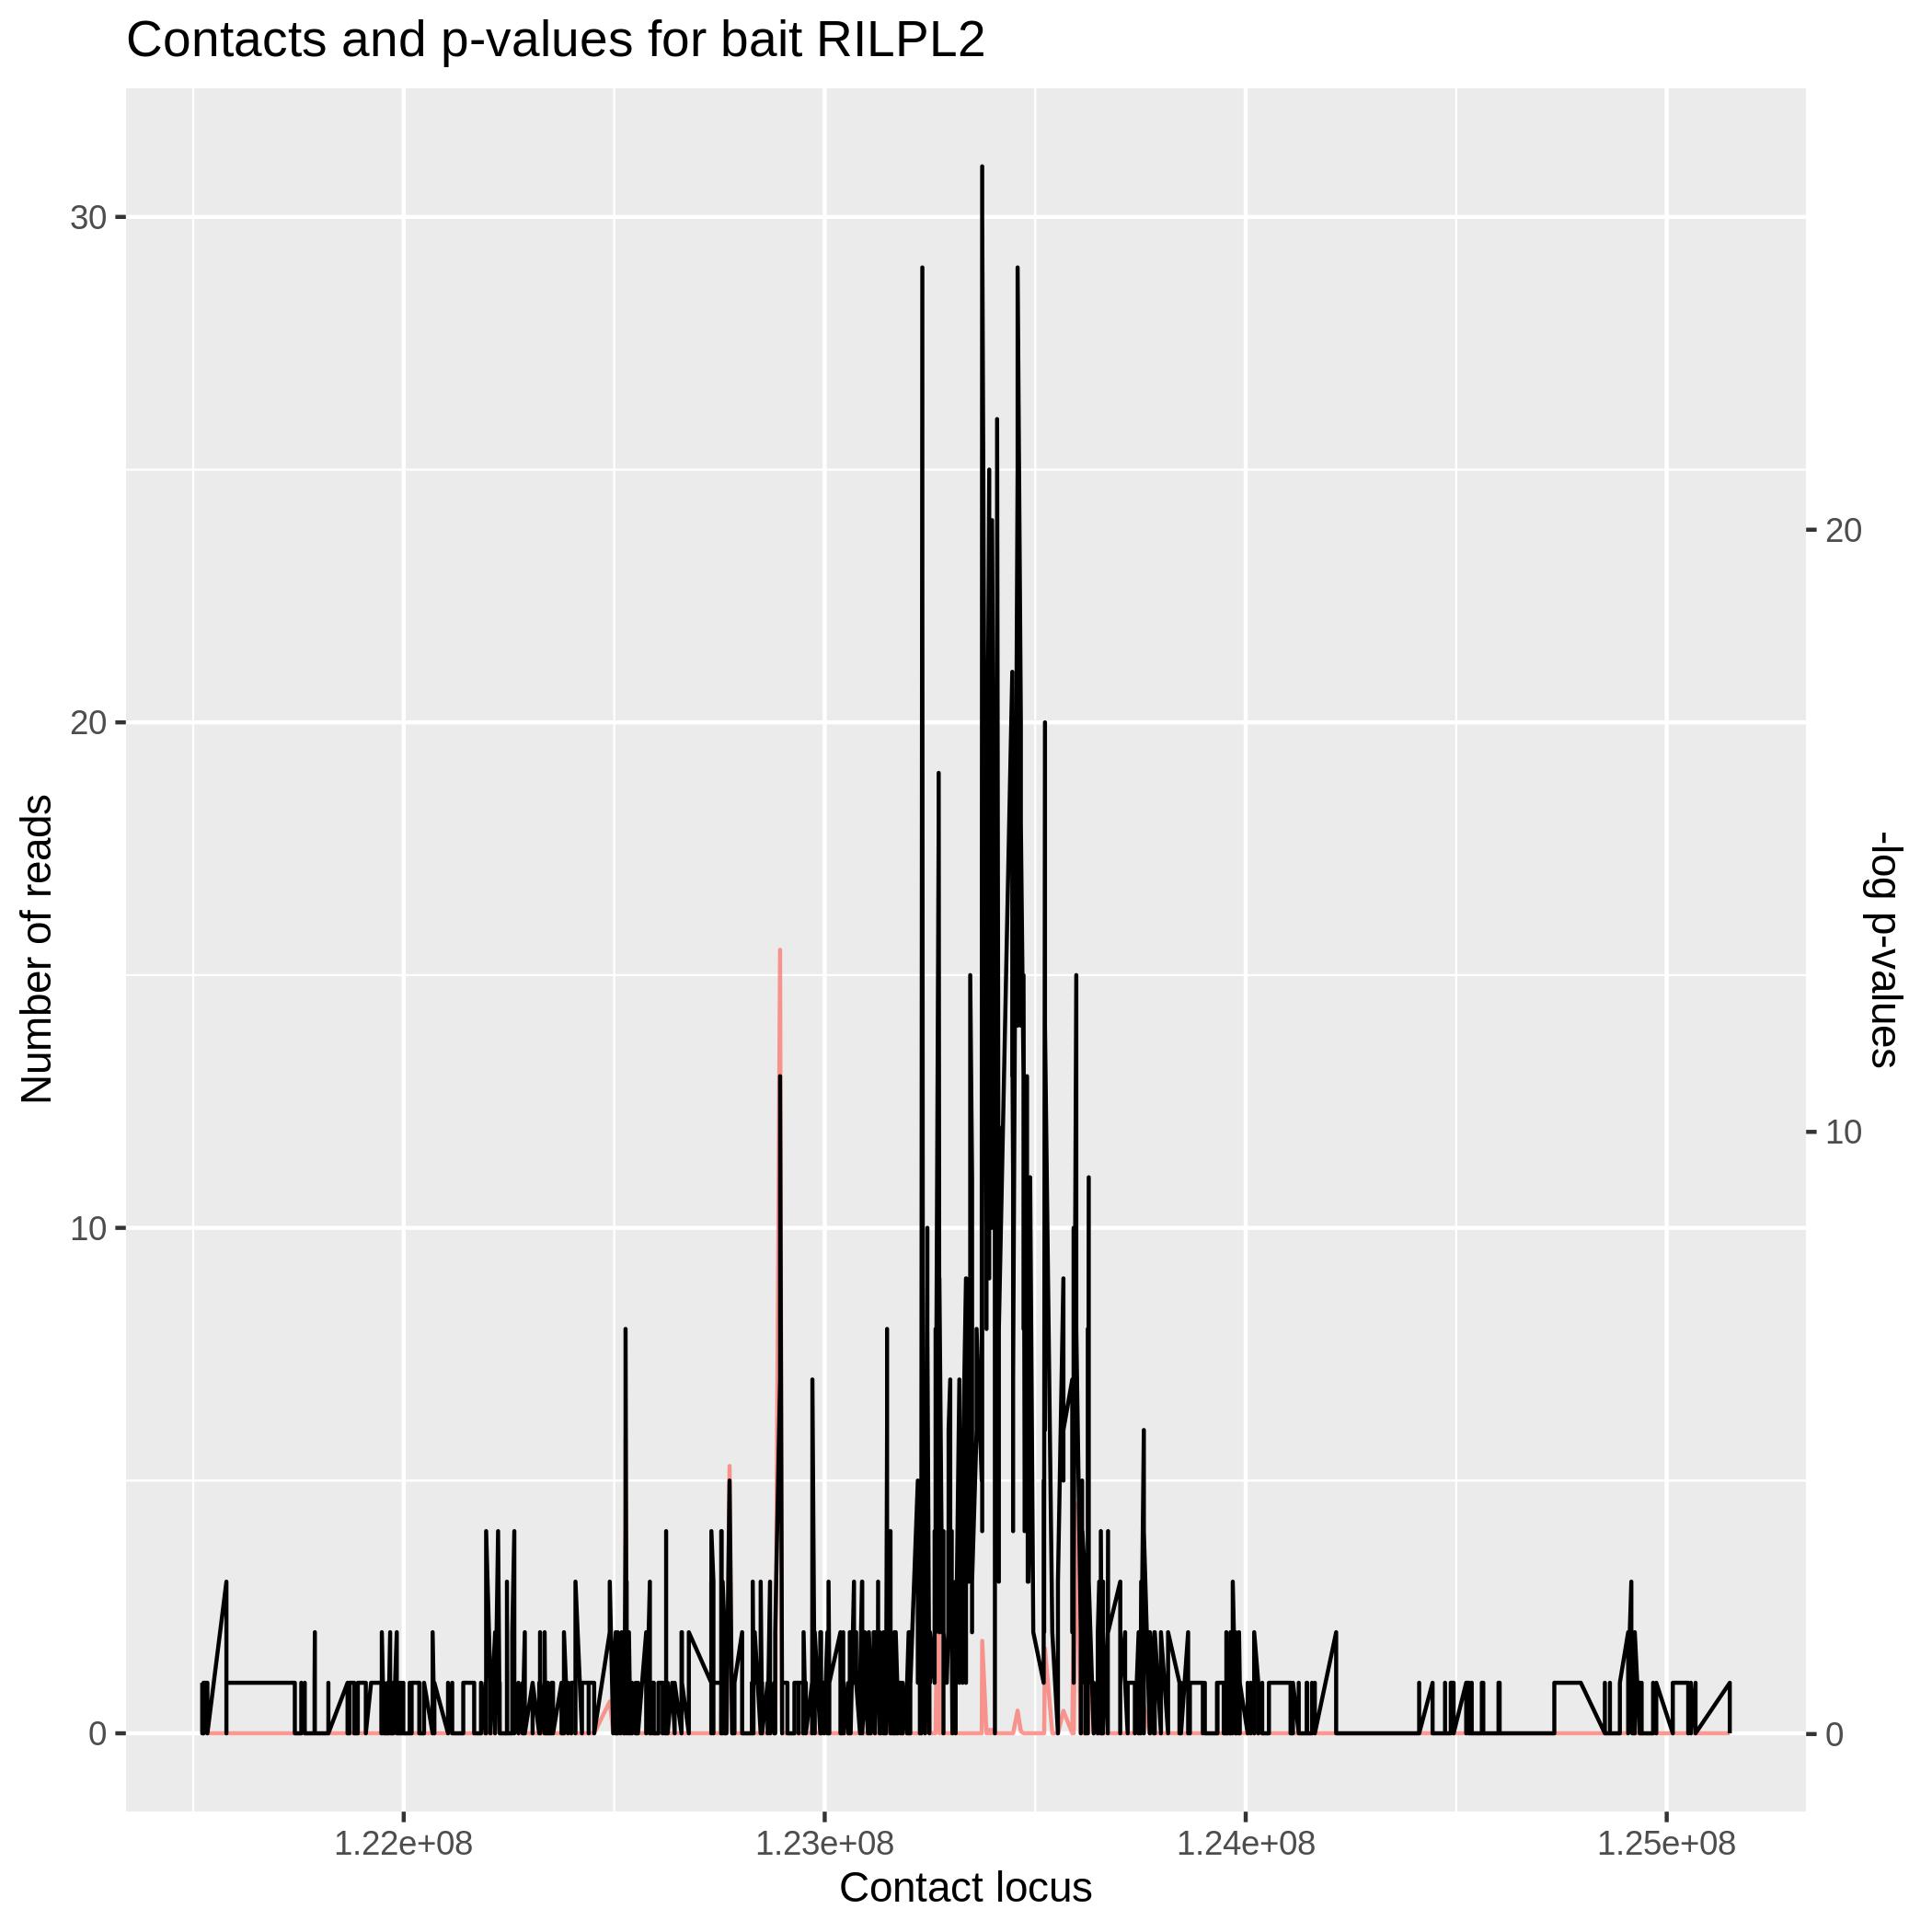 Contacts and p-values for bait RILPL2
30
20
10
0
Number of reads
20
10
0
-log p-values
1.22e+08
1.23e+08
1.24e+08
1.25e+08
Contact locus